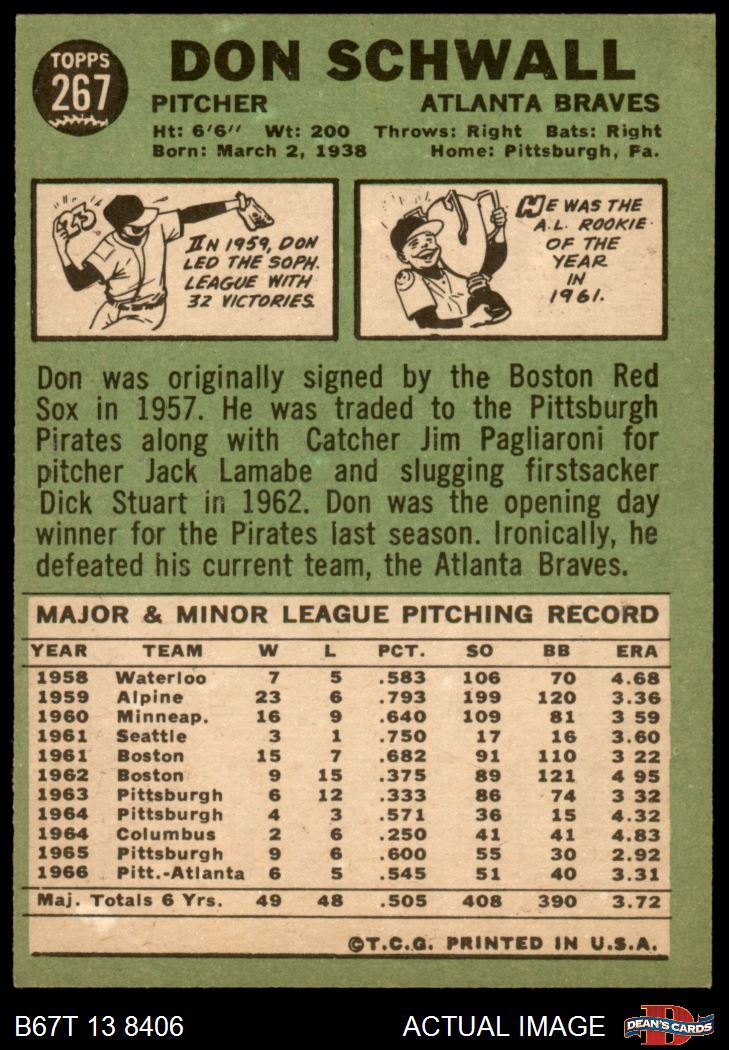 TOPPS
267
DON SCHWALL
PITCHER ATLANTA BRAVES
Ht: 6'6" Wt: 200 Throws: Right Bats: Right
Born: March 2, 1938 Home: Pittsburgh, Pa.
23
IN 1959, DON
LED THE SOPH.
LEAGUE WITH
32 VICTORIES.
HE WAS THE
A.L. ROOKIE
OF THE
YEAR
IN
1961.
Don was originally signed by the Boston Red
Sox in 1957. He was traded to the Pittsburgh
Pirates along with Catcher Jim Pagliaroni for
pitcher Jack Lamabe and slugging firstsacker
Dick Stuart in 1962. Don was the opening day
winner for the Pirates last season. Ironically, he
defeated his current team, the Atlanta Braves.
MAJOR & MINOR LEAGUE PITCHING RECORD
YEAR TEAM W L PCT. SO BB ERA
1958 Waterloo 7 5 .583 106 70 4.68
1959 Alpine 23 6 .793 199 120 3.36
1960 Minneap. 16 9 .640 109 81 3 59
1961 Seattle 3 1 .750 17 16 3.60
1961 Boston 15 7 .682 91 110 3 22
1962 Boston 9 15 .375 89 121 4 95
1963 Pittsburgh 6 12 .333 86 74 3 32
1964 Pittsburgh 4 3 .571 36 15 4.32
1964 Columbus 2 6 .250 41 41 4.83
1965 Pittsburgh 9 6 .600 55 30 2.92
1966 Pitt.-Atlanta 6 5 .545 51 40 3.31
Maj. Totals 6 Yrs. 49 48 .505 408 390 3.72
©T.C.G. PRINTED IN U.S.A.
B67T 13 8406 ACTUAL IMAGE D DEAN'S CARDS